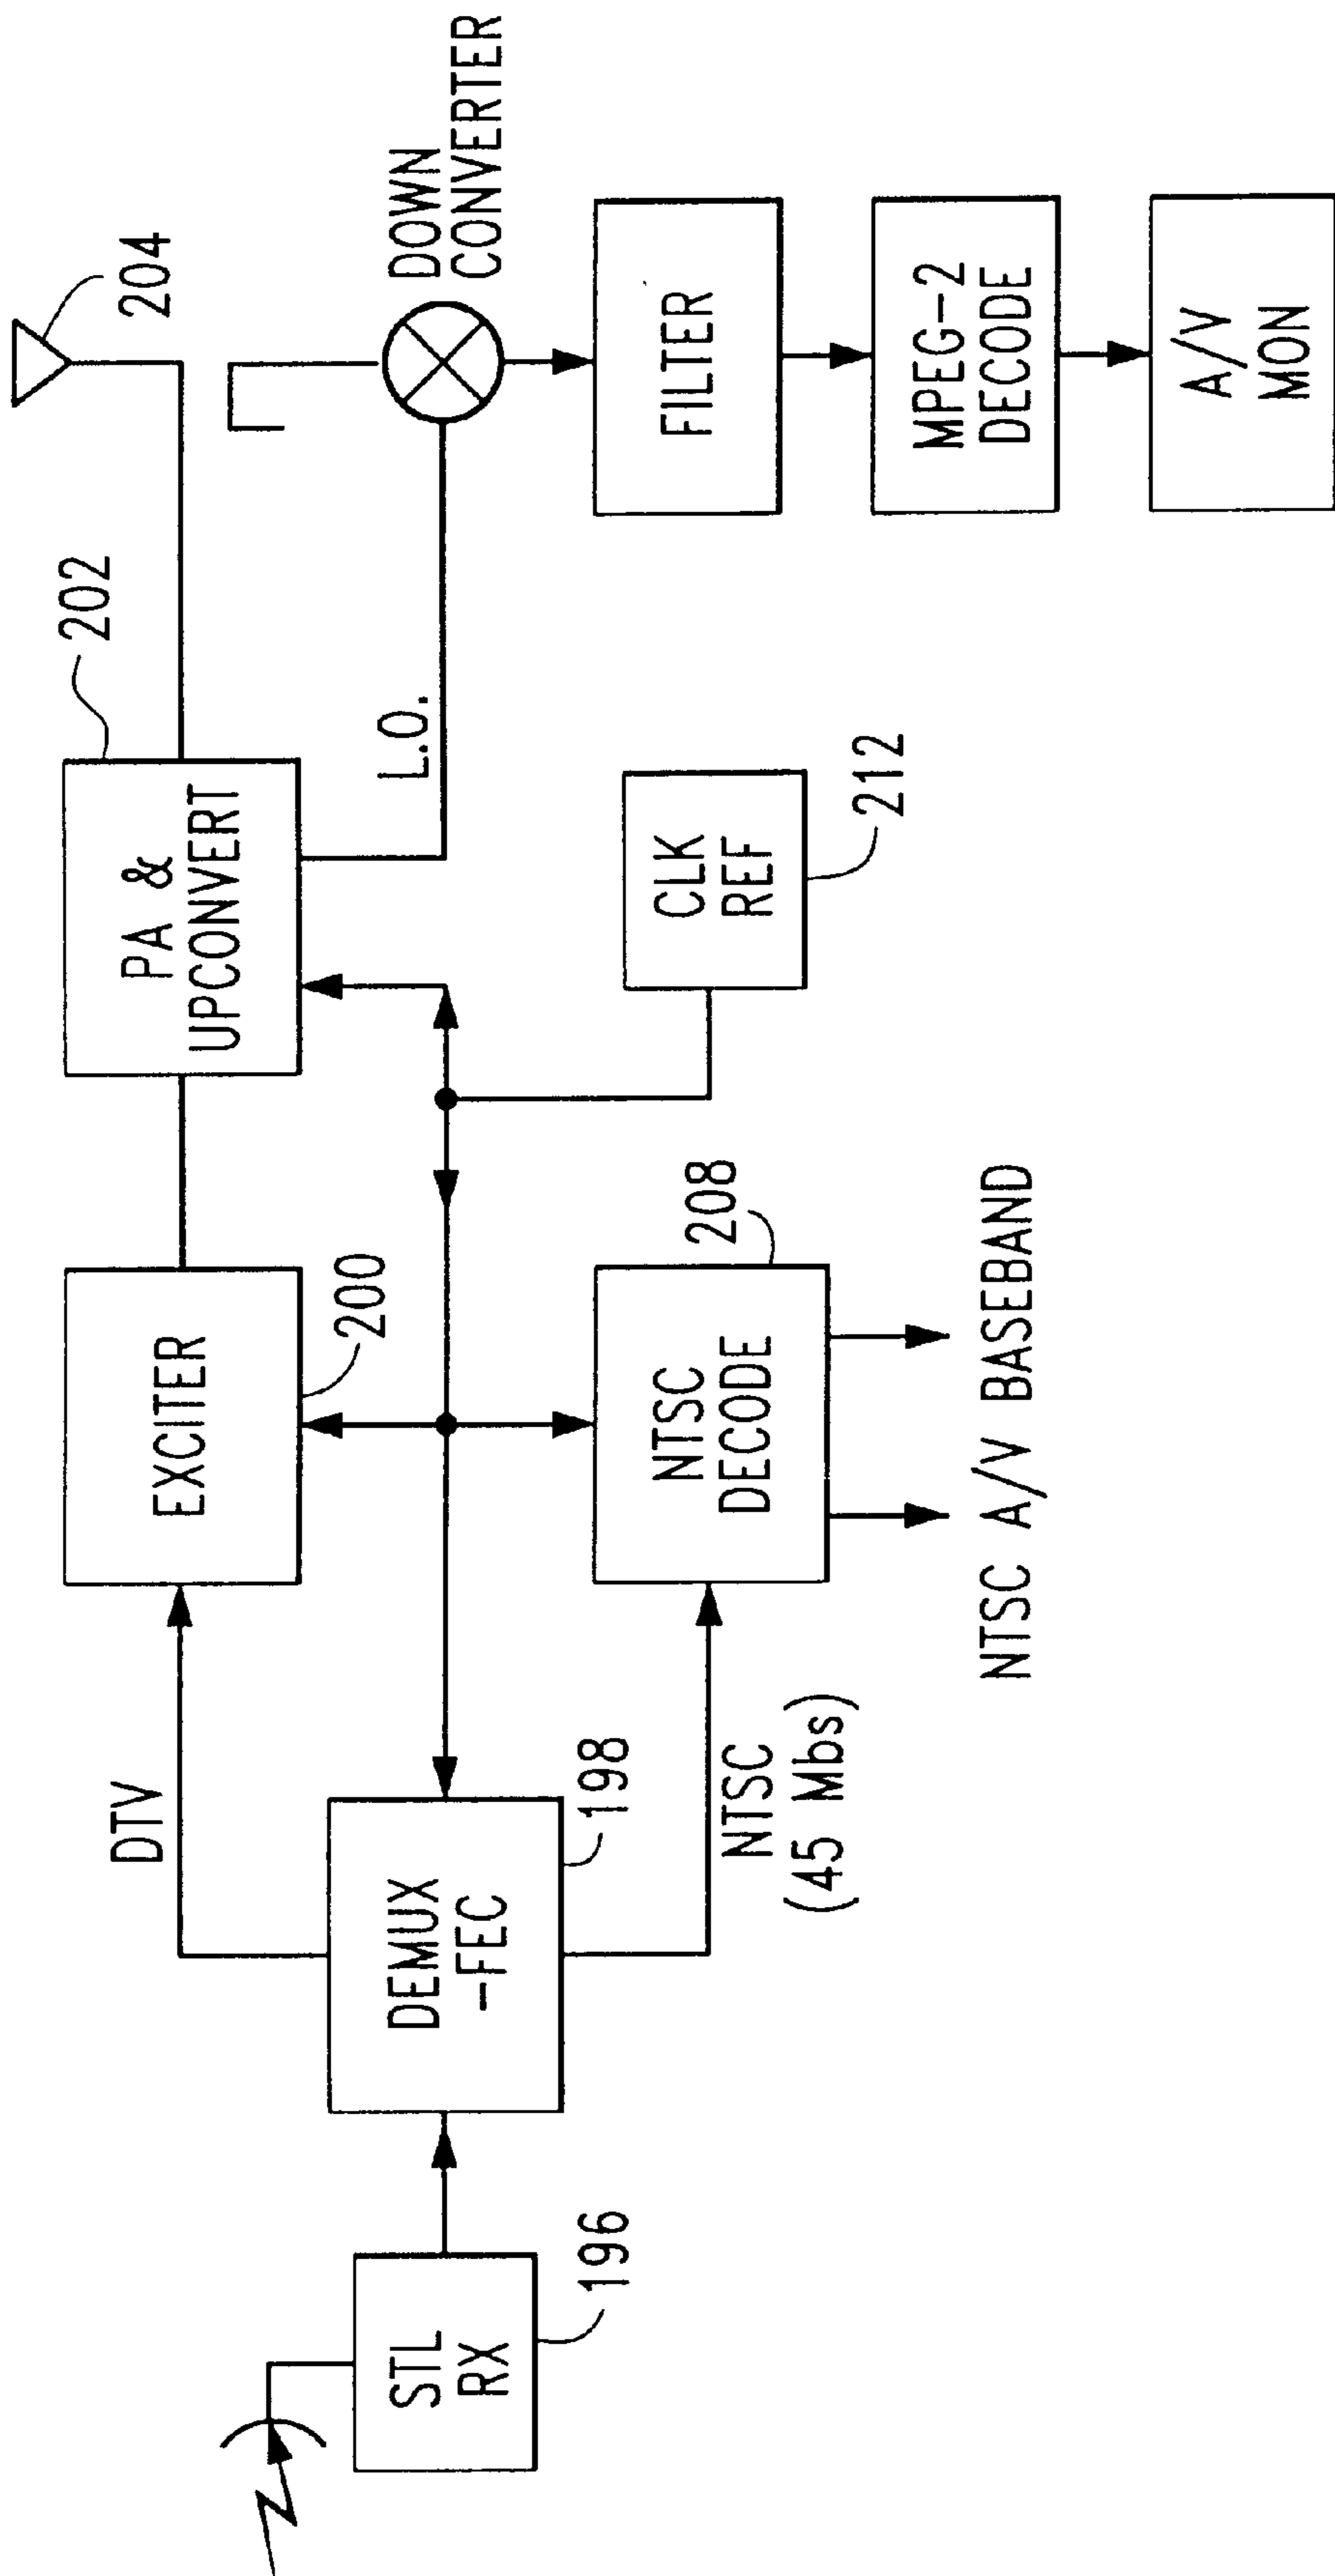 204
202
DTV
EXCITER
200
PA &
UPCONVERT
DOWN
CONVERTER
L.O.
STL
RX
196
DEMUX
-FEC
198
NTSC
(45 Mbs)
NTSC
DECODE
208
CLK
REF
212
FILTER
MPEG-2
DECODE
A/V
MON
NTSC A/V BASEBAND